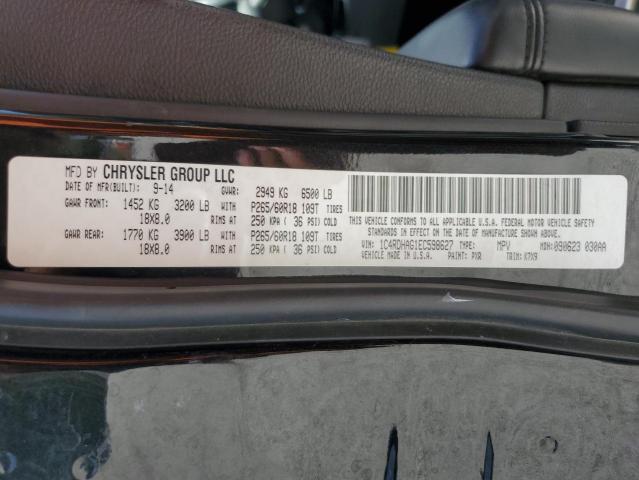 MFD BY CHRYSLER GROUP LLC
DATE OF MFR(BUILT): 9-14 GVWR: 2949 KG 6500 LB
GAWR FRONT: 1452 KG 3200 LB WITH P265/60R18 109T TIRES
18X8.0 RIMS AT 250 KPA ( 36 PSI) COLD
GAWR REAR: 1770 KG 3900 LB WITH P265/60R18 109T TIRES
18X8.0 RIMS AT 250 KPA ( 36 PSI) COLD
THIS VEHICLE CONFORMS TO ALL APPLICABLE U.S.A. FEDERAL MOTOR VEHICLE SAFETY
STANDARDS IN EFFECT ON THE DATE OF MANUFACTURE SHOWN ABOVE.
VIN: 1C4RDHAG1EC598627 TYPE: MPV MDH: 090623 030AA
VEHICLE MADE IN U.S.A. PAINT: PXR TRIM: K7X9